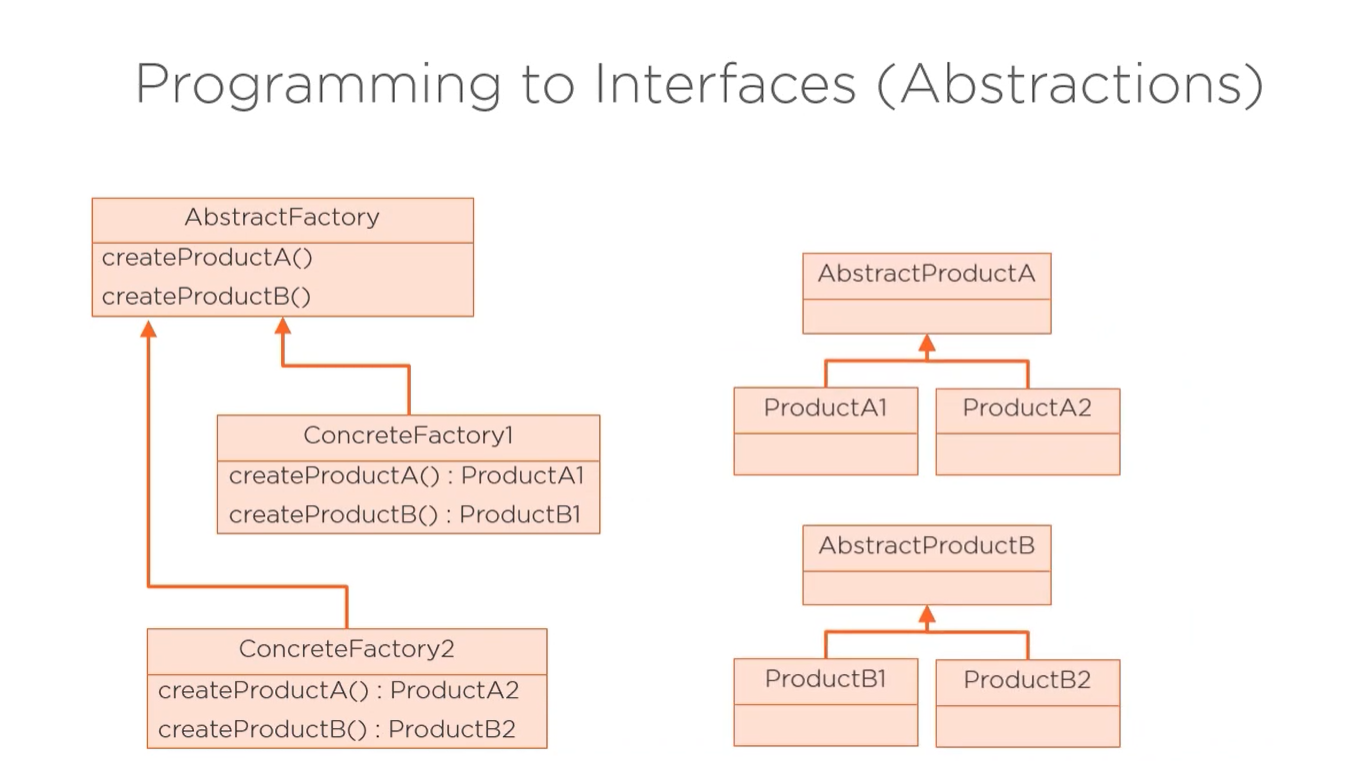 Programming to Interfaces (Abstractions)
AbstractFactory
createProductA()
createProductB()
ConcreteFactory1
createProductA() : ProductA1
createProductB() : ProductB1
ConcreteFactory2
createProductA() : ProductA2
createProductB() : ProductB2
AbstractProductA
ProductA1
ProductA2
AbstractProductB
ProductB1
ProductB2